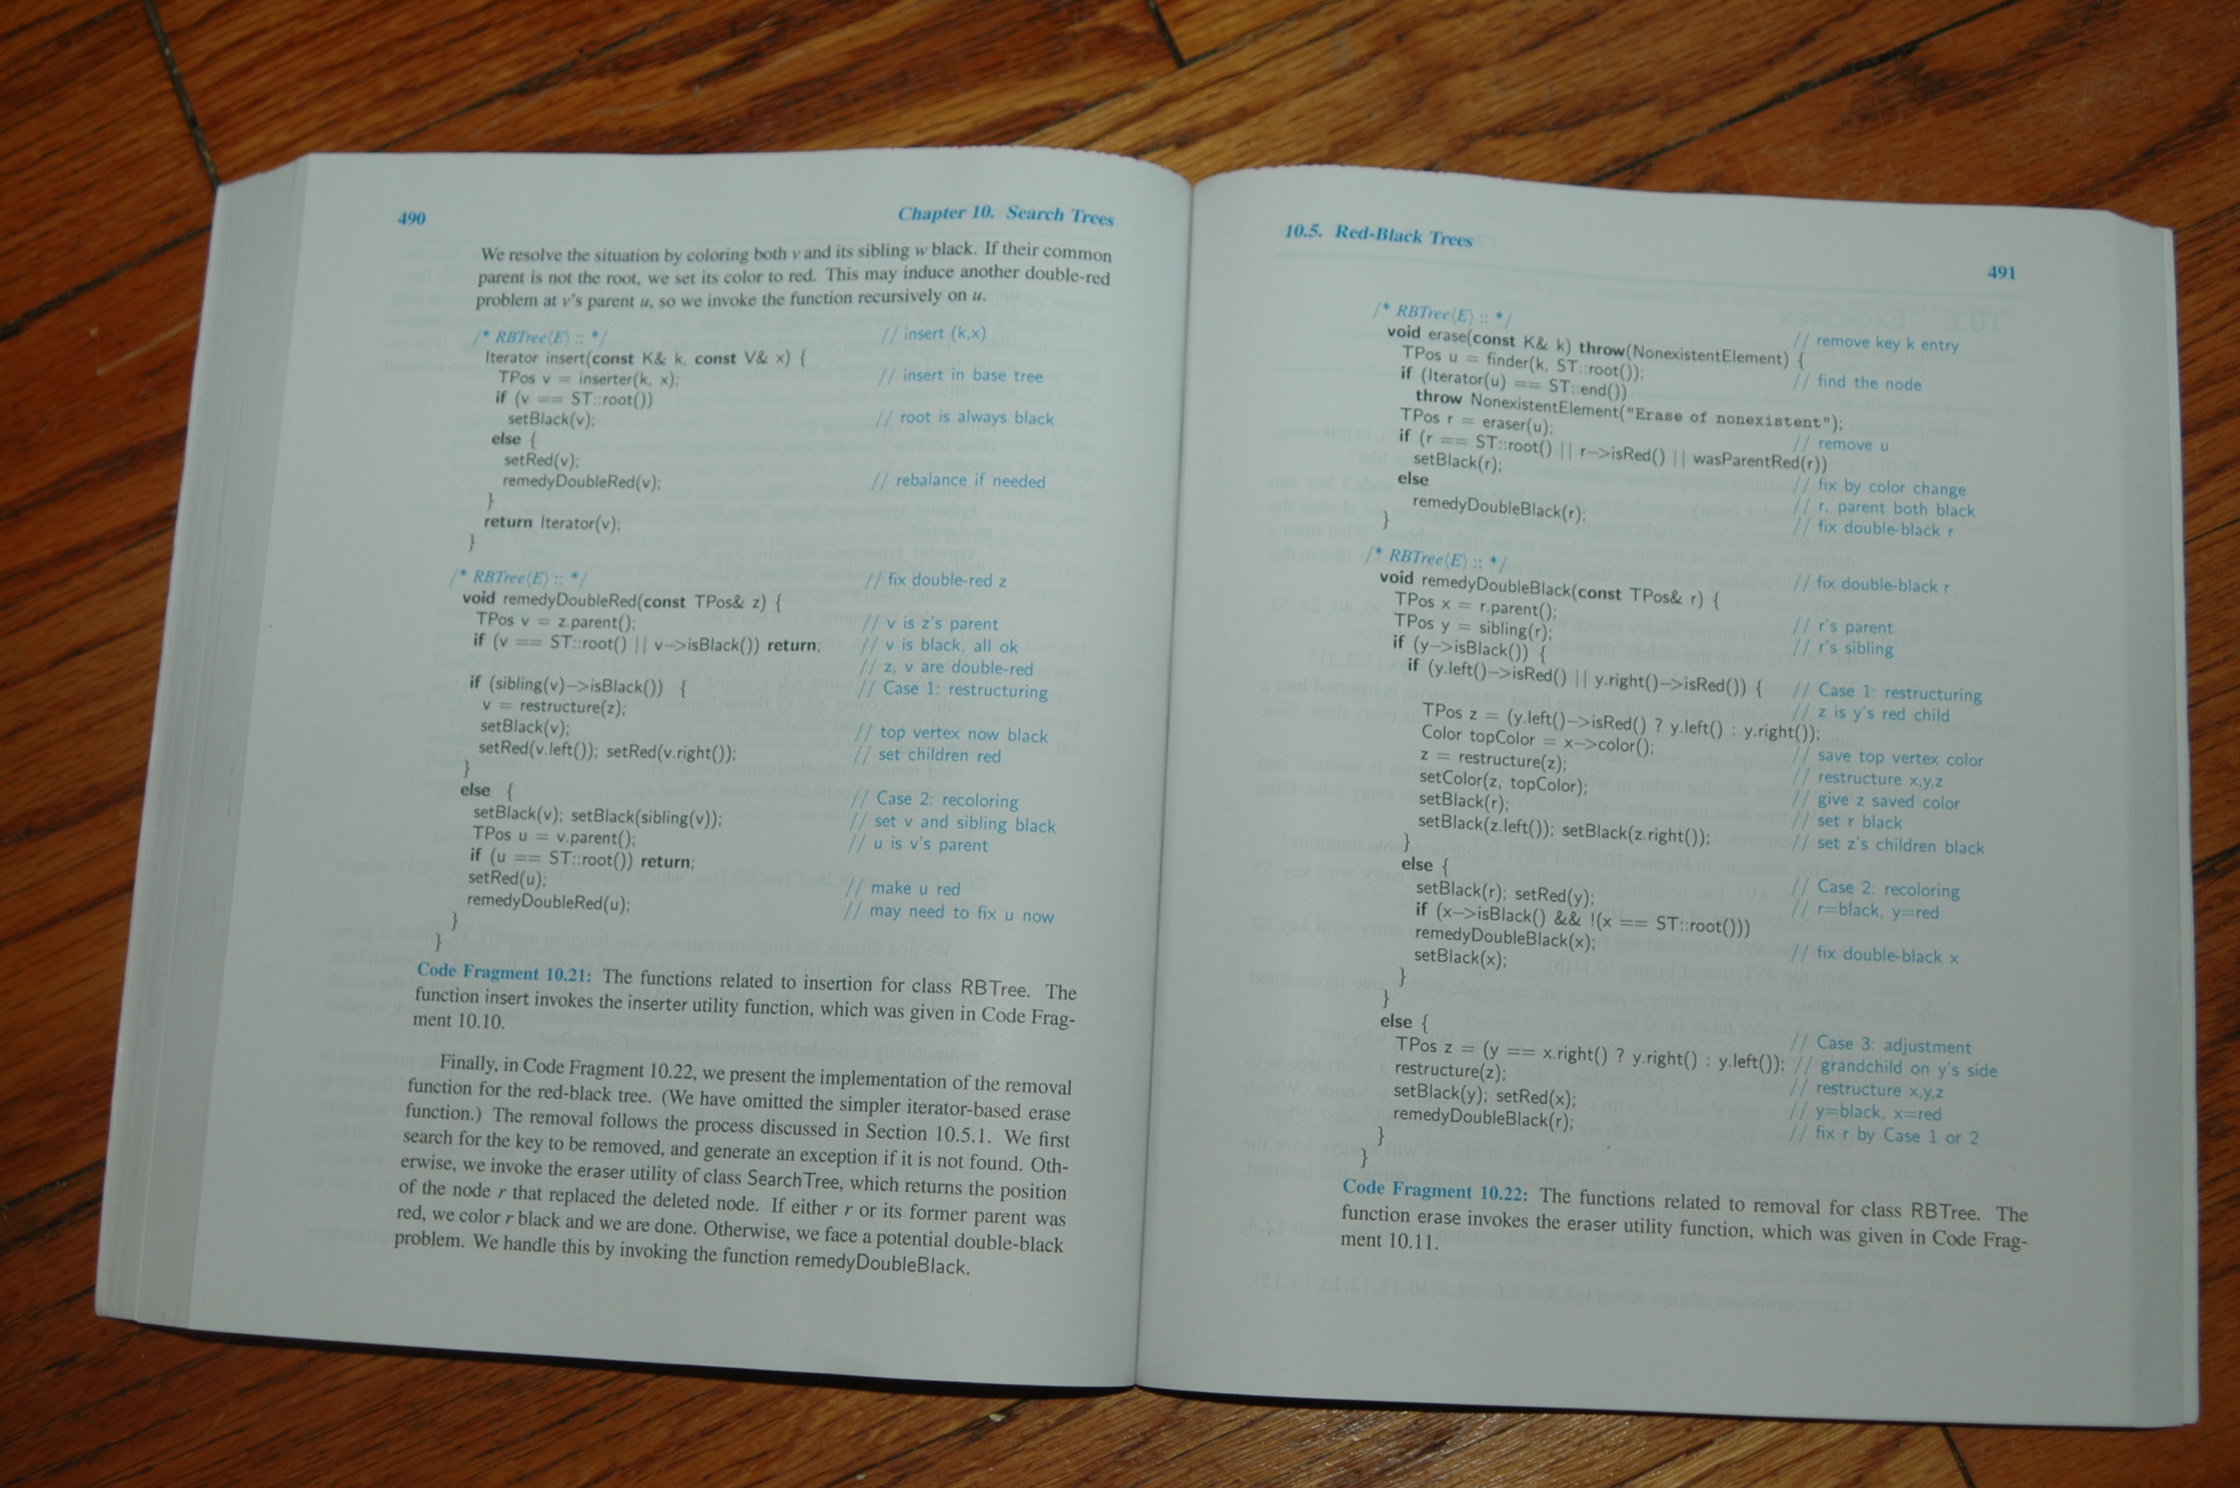 490
Chapter 10. Search Trees
We resolve the situation by coloring both v and its sibling w black. If their common
parent is not the root, we set its color to red. This may induce another double-red
problem at v's parent u, so we invoke the function recursively on u.
/* RBTree⟨E⟩ :: */ // insert (k,x)
Iterator insert(const K& k, const V& x) {
TPos v = inserter(k, x); // insert in base tree
if (v == ST::root())
setBlack(v); // root is always black
else {
setRed(v);
remedyDoubleRed(v); // rebalance if needed
}
return Iterator(v);
}
/* RBTree⟨E⟩ :: */ // fix double-red z
void remedyDoubleRed(const TPos& z) {
TPos v = z.parent(); // v is z's parent
if (v == ST::root() || v->isBlack()) return; // v is black, all ok
// z, v are double-red
if (sibling(v)->isBlack()) { // Case 1: restructuring
v = restructure(z);
setBlack(v); // top vertex now black
setRed(v.left()); setRed(v.right()); // set children red
}
else { // Case 2: recoloring
setBlack(v); setBlack(sibling(v)); // set v and sibling black
TPos u = v.parent(); // u is v's parent
if (u == ST::root()) return;
setRed(u); // make u red
remedyDoubleRed(u); // may need to fix u now
}
}
Code Fragment 10.21: The functions related to insertion for class RBTree. The
function insert invokes the inserter utility function, which was given in Code Frag-
ment 10.10.
Finally, in Code Fragment 10.22, we present the implementation of the removal
function for the red-black tree. (We have omitted the simpler iterator-based erase
function.) The removal follows the process discussed in Section 10.5.1. We first
search for the key to be removed, and generate an exception if it is not found. Oth-
erwise, we invoke the eraser utility of class SearchTree, which returns the position
of the node r that replaced the deleted node. If either r or its former parent was
red, we color r black and we are done. Otherwise, we face a potential double-black
problem. We handle this by invoking the function remedyDoubleBlack.
10.5. Red-Black Trees
491
/* RBTree⟨E⟩ :: */ // remove key k entry
void erase(const K& k) throw(NonexistentElement) {
TPos u = finder(k, ST::root()); // find the node
if (Iterator(u) == ST::end())
throw NonexistentElement("Erase of nonexistent");
TPos r = eraser(u); // remove u
if (r == ST::root() || r->isRed() || wasParentRed(r))
setBlack(r); // fix by color change
else // r, parent both black
remedyDoubleBlack(r); // fix double-black r
}
/* RBTree⟨E⟩ :: */ // fix double-black r
void remedyDoubleBlack(const TPos& r) {
TPos x = r.parent(); // r's parent
TPos y = sibling(r); // r's sibling
if (y->isBlack()) {
if (y.left()->isRed() || y.right()->isRed()) { // Case 1: restructuring
// z is y's red child
TPos z = (y.left()->isRed() ? y.left() : y.right());
Color topColor = x->color(); // save top vertex color
z = restructure(z); // restructure x,y,z
setColor(z, topColor); // give z saved color
setBlack(r); // set r black
setBlack(z.left()); setBlack(z.right()); // set z's children black
}
else { // Case 2: recoloring
setBlack(r); setRed(y); // r=black, y=red
if (x->isBlack() && !(x == ST::root()))
remedyDoubleBlack(x); // fix double-black x
setBlack(x);
}
}
else { // Case 3: adjustment
TPos z = (y == x.right() ? y.right() : y.left()); // grandchild on y's side
restructure(z); // restructure x,y,z
setBlack(y); setRed(x); // y=black, x=red
remedyDoubleBlack(r); // fix r by Case 1 or 2
}
}
Code Fragment 10.22: The functions related to removal for class RBTree. The
function erase invokes the eraser utility function, which was given in Code Frag-
ment 10.11.